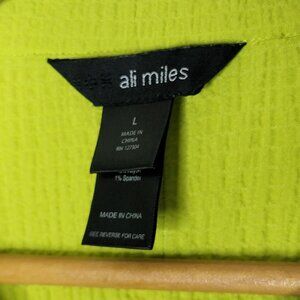 ali miles
L
MADE IN
CHINA
RN 127304
1% Spandex
MADE IN CHINA
SEE REVERSE FOR CARE